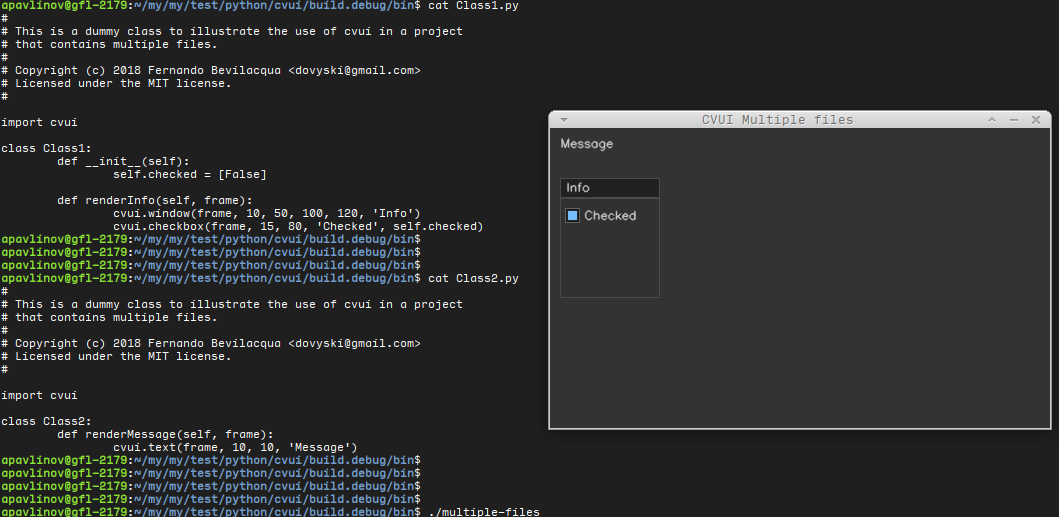 apavlinov@gfl-2179:~/my/my/test/python/cvui/build.debug/bin$ cat Class1.py
#
# This is a dummy class to illustrate the use of cvui in a project
# that contains multiple files.
#
# Copyright (c) 2018 Fernando Bevilacqua <dovyski@gmail.com>
# Licensed under the MIT license.
#
import cvui
class Class1:
def __init__(self):
self.checked = [False]
def renderInfo(self, frame):
cvui.window(frame, 10, 50, 100, 120, 'Info')
cvui.checkbox(frame, 15, 80, 'Checked', self.checked)
apavlinov@gfl-2179:~/my/my/test/python/cvui/build.debug/bin$
apavlinov@gfl-2179:~/my/my/test/python/cvui/build.debug/bin$
apavlinov@gfl-2179:~/my/my/test/python/cvui/build.debug/bin$
apavlinov@gfl-2179:~/my/my/test/python/cvui/build.debug/bin$ cat Class2.py
#
# This is a dummy class to illustrate the use of cvui in a project
# that contains multiple files.
#
# Copyright (c) 2018 Fernando Bevilacqua <dovyski@gmail.com>
# Licensed under the MIT license.
#
import cvui
class Class2:
def renderMessage(self, frame):
cvui.text(frame, 10, 10, 'Message')
apavlinov@gfl-2179:~/my/my/test/python/cvui/build.debug/bin$
apavlinov@gfl-2179:~/my/my/test/python/cvui/build.debug/bin$
apavlinov@gfl-2179:~/my/my/test/python/cvui/build.debug/bin$
apavlinov@gfl-2179:~/my/my/test/python/cvui/build.debug/bin$
apavlinov@gfl-2179:~/my/my/test/python/cvui/build.debug/bin$ ./multiple-files
CVUI Multiple files
Message
Info
Checked